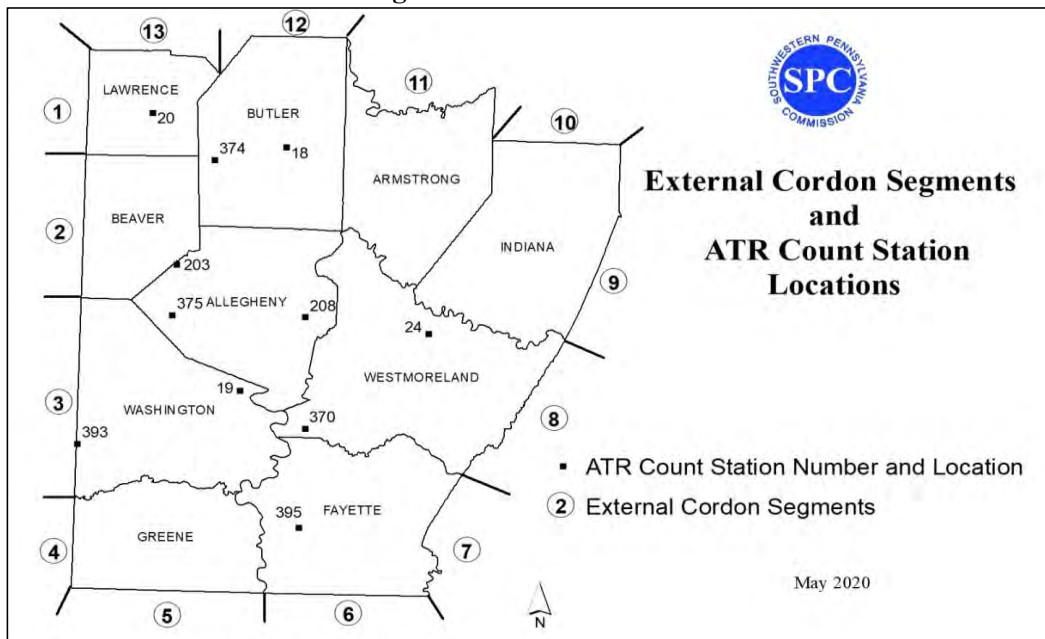 13
12
11
10
1
LAWRENCE
20
BUTLER
374
18
ARMSTRONG
2
BEAVER
203
INDIANA
9
375
ALLEGHENY
208
24
WESTMORELAND
19
3
WASHINGTON
370
393
8
395
FAYETTE
4
GREENE
7
5
6
N
SOUTHWESTERN PENNSYLVANIA
SPC
COMMISSION
External Cordon Segments
and
ATR Count Station
Locations
ATR Count Station Number and Location
2 External Cordon Segments
May 2020